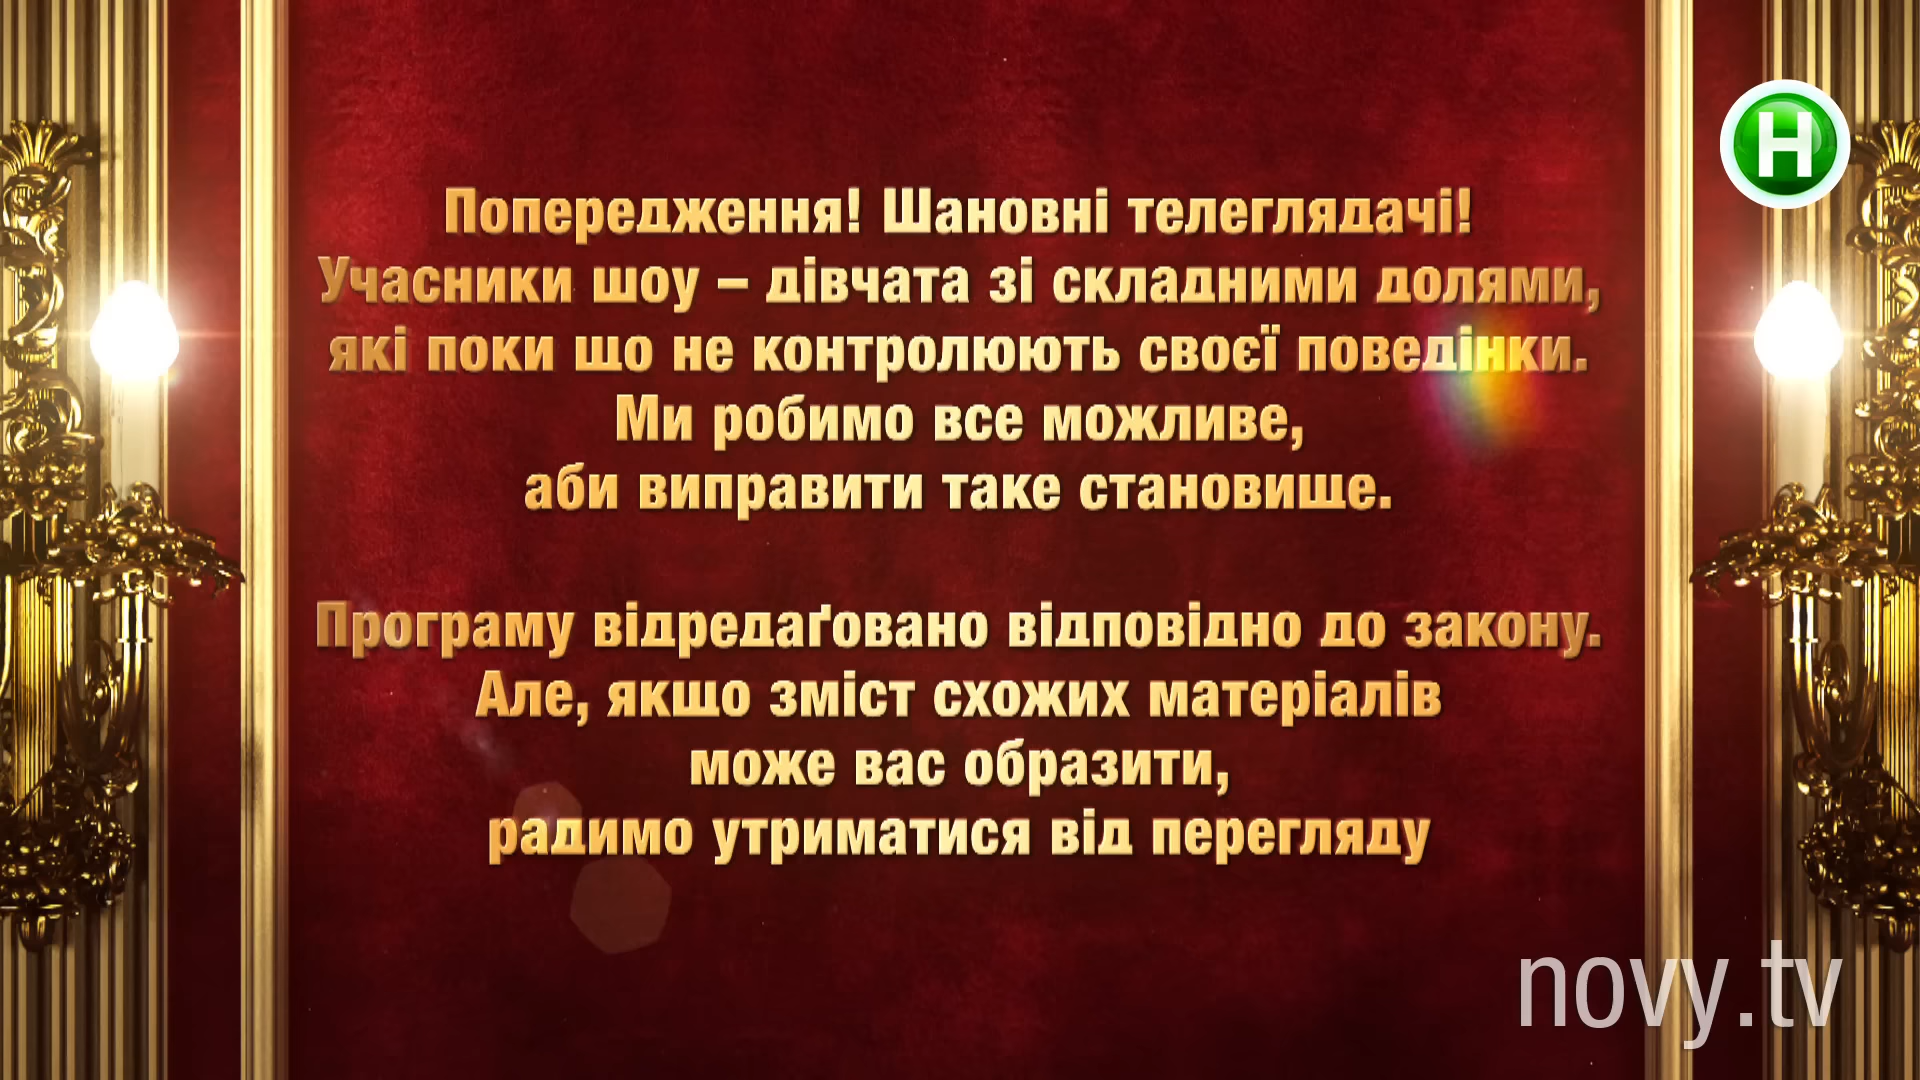 Попередження! Шановні телеглядачі!
Учасники шоу – дівчата зі складними долями,
які поки що не контролюють своєї поведінки.
Ми робимо все можливе,
аби виправити таке становище.
Програму відредаґовано відповідно до закону.
Але, якщо зміст схожих матеріалів
може вас образити,
радимо утриматися від перегляду
Н
novy.tv